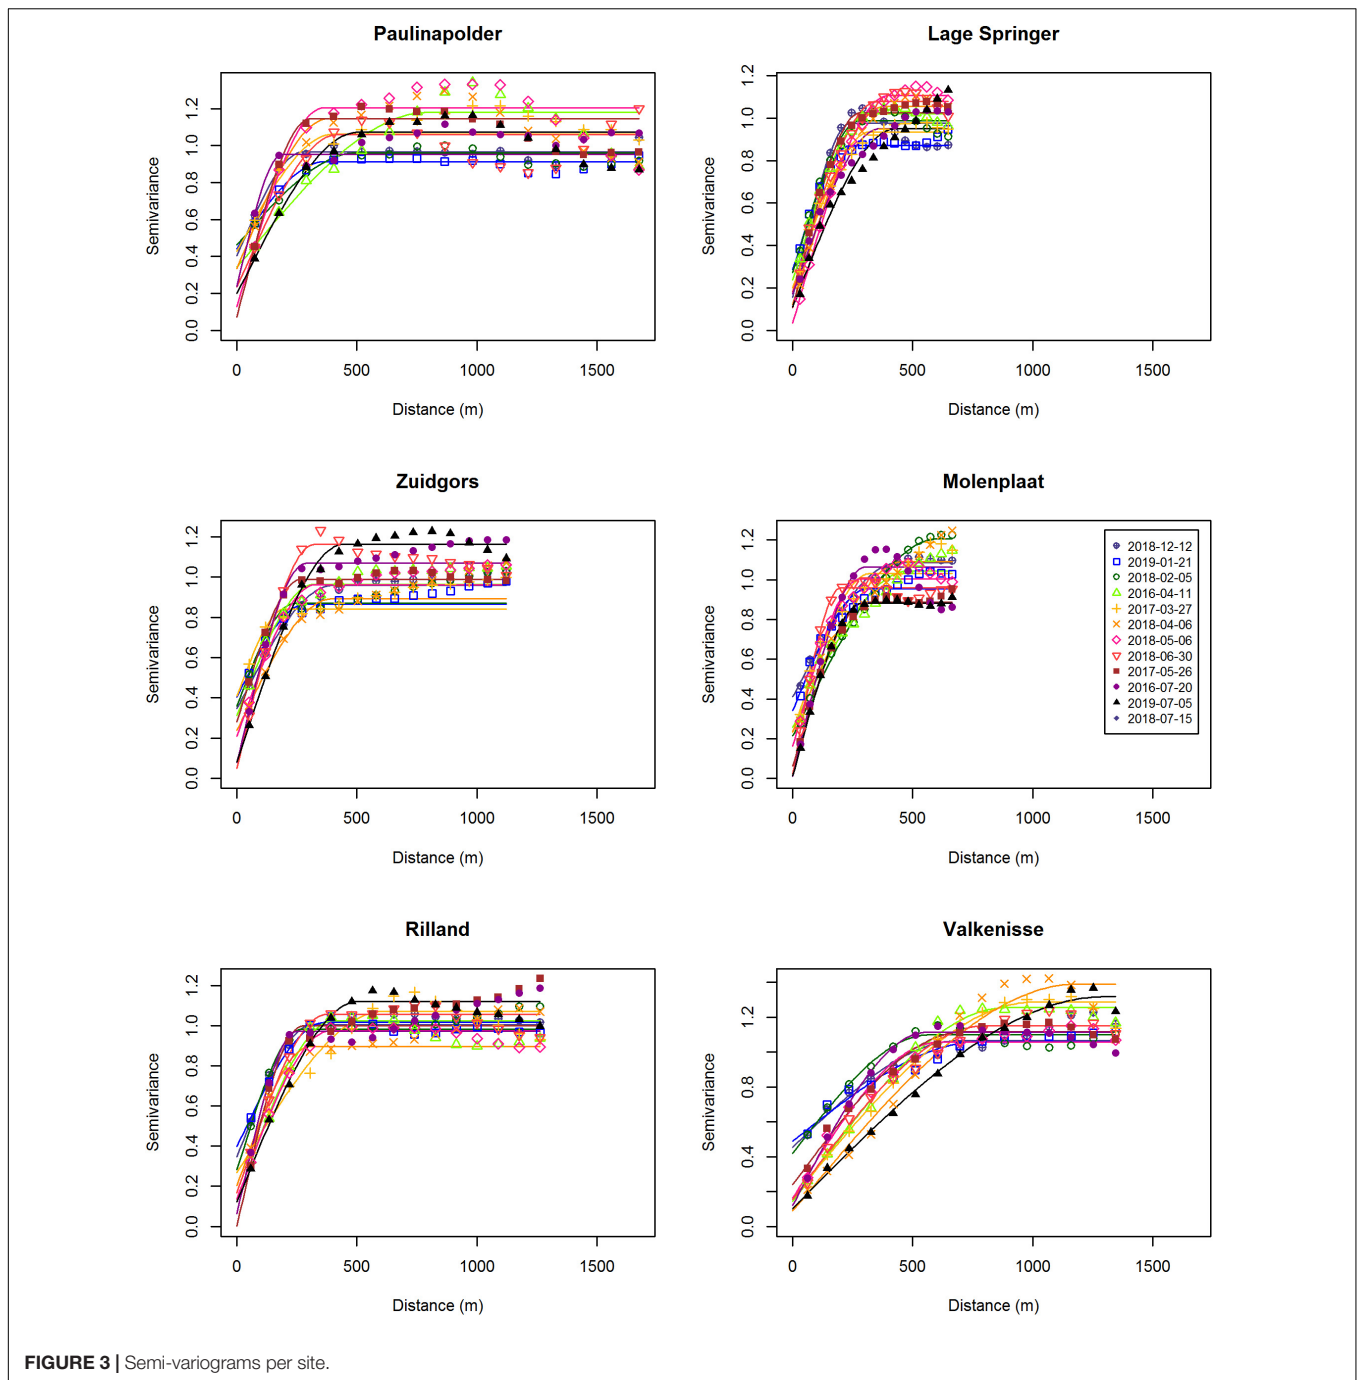 Paulinapolder
Semivariance
0.0 0.2 0.4 0.6 0.8 1.0 1.2
0 500 1000 1500
Distance (m)
Lage Springer
Semivariance
0.0 0.2 0.4 0.6 0.8 1.0 1.2
0 500 1000 1500
Distance (m)
Zuidgors
Semivariance
0.0 0.2 0.4 0.6 0.8 1.0 1.2
0 500 1000 1500
Distance (m)
Molenplaat
Semivariance
0.0 0.2 0.4 0.6 0.8 1.0 1.2
0 500 1000 1500
Distance (m)
2018-12-12
2019-01-21
2018-02-05
2016-04-11
2017-03-27
2018-04-06
2018-05-06
2018-06-30
2017-05-26
2016-07-20
2019-07-05
2018-07-15
Rilland
Semivariance
0.0 0.2 0.4 0.6 0.8 1.0 1.2
0 500 1000 1500
Distance (m)
Valkenisse
Semivariance
0.0 0.4 0.8 1.2
0 500 1000 1500
Distance (m)
FIGURE 3 | Semi-variograms per site.